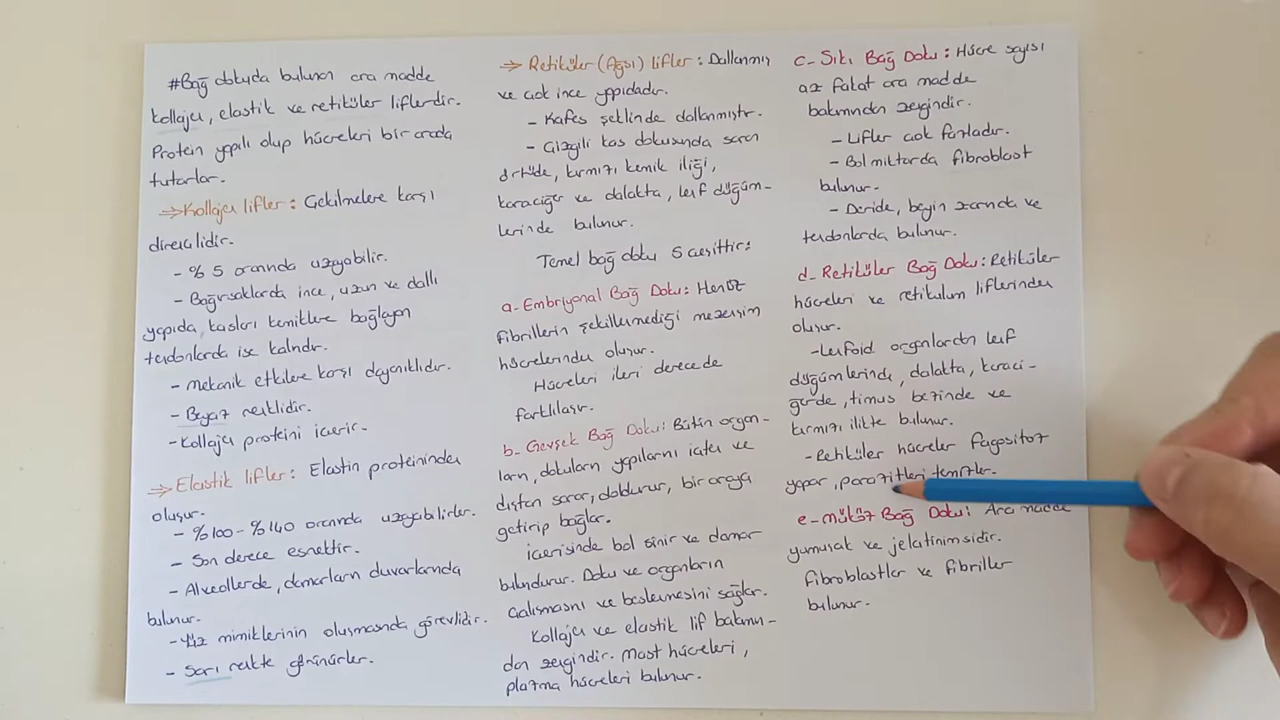 #Bağ dokuda bulunan ara madde
kollajen, elastik ve retiküler liflerdir.
Protein yapılı olup hücreleri bir arada
tutarlar.
⇒Kollajen lifler: Çekilmelere karşı
dirençlidir.
- %5 oranında uzayabilir.
- Bağırsaklarda ince, uzun ve dallı
yapıda, kasları kemiklere bağlayan
tendonlarda ise kalındır.
- Mekanik etkilere karşı dayanıklıdır.
- Beyaz renklidir.
- Kollajen proteini içerir.
⇒Elastik lifler: Elastin proteininden
oluşur.
- %100-%140 oranında uzayabilirler.
- Son derece esnektir.
- Alveollerde, damarların duvarlarında
bulunur.
- Yüz mimiklerinin oluşmasında görevlidir.
- Sarı renkte görünürler.
⇒ Retiküler (Ağsı) lifler: Dallanmış
ve çok ince yapıdadır.
- Kafes şeklinde dallanmıştır.
- Çizgili kas dokusunda saran
örtüde, kırmızı kemik iliği,
karaciğer ve dalakta, lenf düğüm-
lerinde bulunur.
Temel bağ doku 5 çeşittir:
a- Embriyonal Bağ Doku: Henüz
fibrillerin şekillenmediği mezenşim
hücrelerinden oluşur.
Hücreleri ileri derecede
farklılaşır.
b- Gevşek Bağ Doku: Bütün organ-
ların, dokuların yapılarını içten ve
dıştan sarar, doldurur, bir araya
getirip bağlar.
içerisinde bol sinir ve damar
bulundurur. Doku ve organların
çalışmasını ve beslenmesini sağlar.
Kollajen ve elastik lif bakımın-
dan zengindir. Mast hücreleri,
plazma hücreleri bulunur.
c- Sıkı Bağ Doku: Hücre sayısı
az fakat ara madde
bakımından zengindir.
- Lifler çok fazladır.
- Bol miktarda fibroblast
bulunur.
- Deride, beyin zarında ve
tendonlarda bulunur.
d- Retiküler Bağ Doku: Retiküler
hücreleri ve retikulum liflerinden
oluşur.
- Lenfoid organlardan lenf
düğümlerinde, dalakta, karaci-
ğerde, timus bezinde ve
kırmızı ilikte bulunur.
- Retiküler hücreler fagositoz
yapar, parazitleri temizler.
e- Müköz Bağ Doku: Ara madde
yumuşak ve jelatinimsidir.
Fibroblastlar ve fibriller
bulunur.